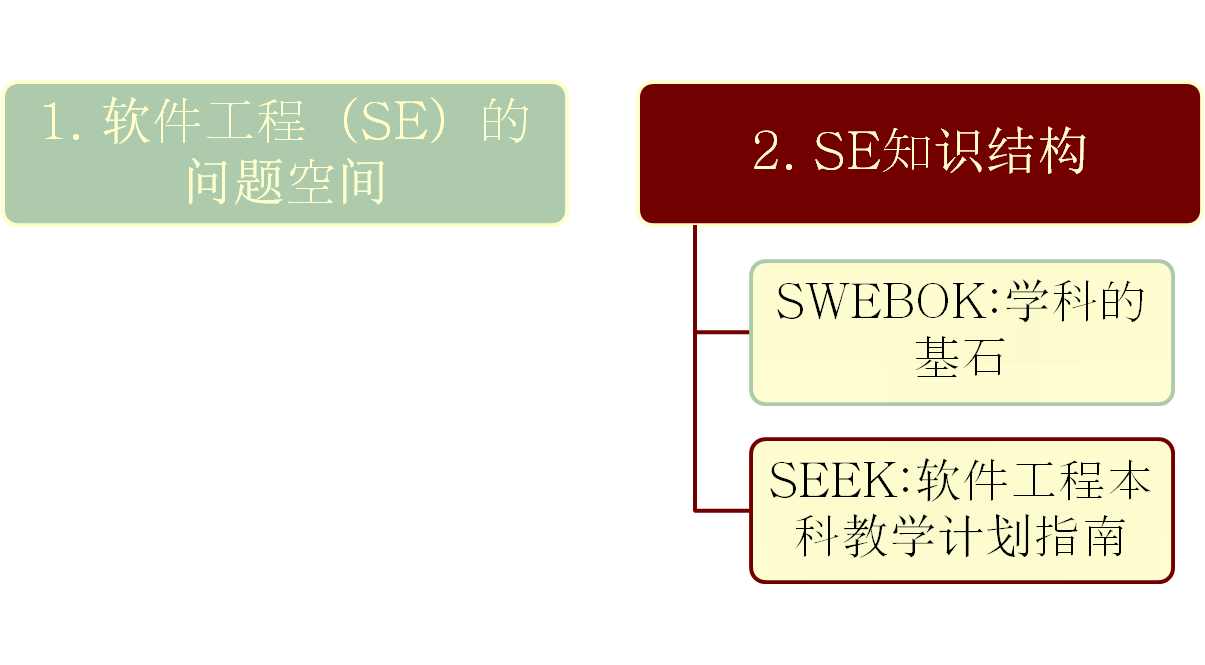 1. 软件工程（SE）的
问题空间
2. SE知识结构
SWEBOK:学科的
基石
SEEK:软件工程本
科教学计划指南